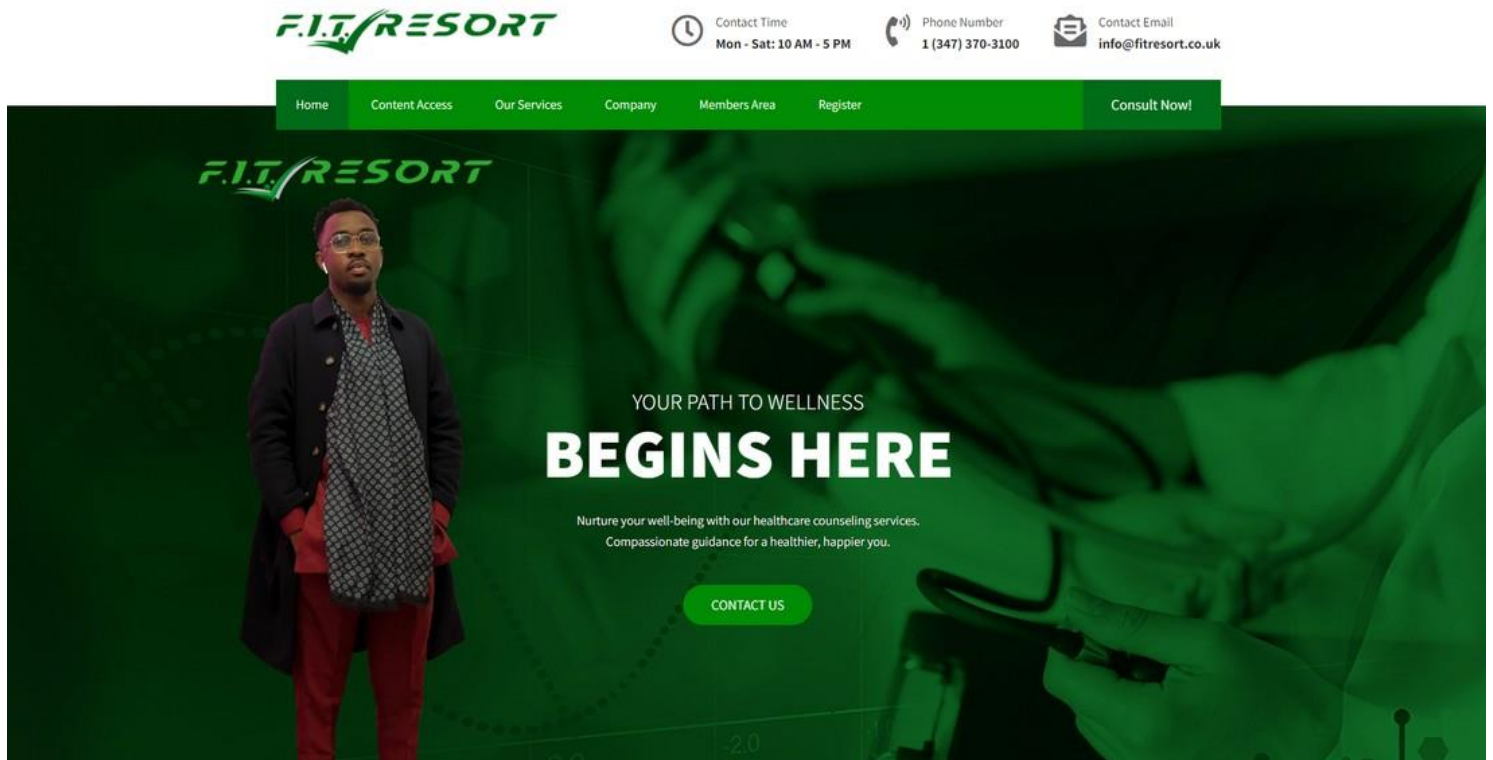 F.I.T. RESORT
Contact Time
Mon - Sat: 10 AM - 5 PM
Phone Number
1 (347) 370-3100
Contact Email
info@fitresort.co.uk
Home
Content Access
Our Services
Company
Members Area
Register
Consult Now!
F.I.T. RESORT
YOUR PATH TO WELLNESS
BEGINS HERE
Nurture your well-being with our healthcare counseling services.
Compassionate guidance for a healthier, happier you.
CONTACT US
-2.0